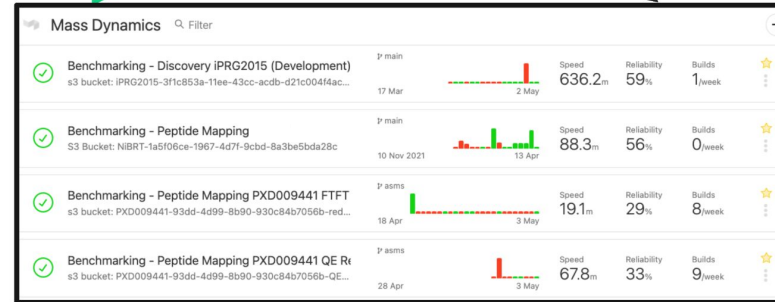 Mass Dynamics Filter
Benchmarking - Discovery iPRG2015 (Development)
s3 bucket: iPRG2015-3f1c853a-11ee-43cc-acdb-d21c004f4ac...
main
17 Mar 2 May
Speed Reliability Builds
636.2m 59% 1/week
Benchmarking - Peptide Mapping
S3 Bucket: NiBRT-1a5f06ce-1967-4d7f-9cbd-8a3be5bda28c
main
10 Nov 2021 13 Apr
Speed Reliability Builds
88.3m 56% 0/week
Benchmarking - Peptide Mapping PXD009441 FTFT
s3 bucket: PXD009441-93dd-4d99-8b90-930c84b7056b-red...
asms
18 Apr 3 May
Speed Reliability Builds
19.1m 29% 8/week
Benchmarking - Peptide Mapping PXD009441 QE
s3 bucket: PXD009441-93dd-4d99-8b90-930c84b7056b-QE...
asms
28 Apr 3 May
Speed Reliability Builds
67.8m 33% 9/week